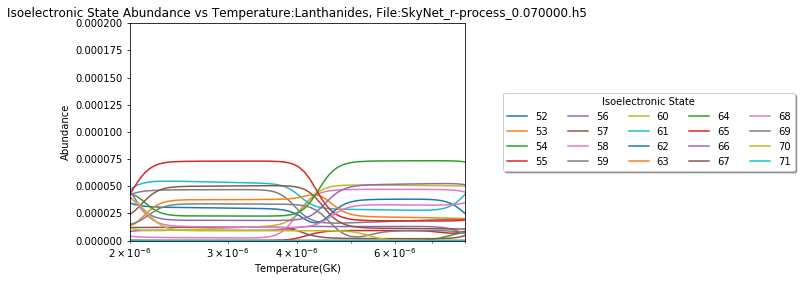 Isoelectronic State Abundance vs Temperature:Lanthanides, File:SkyNet_r-process_0.070000.h5
Abundance
0.000200
0.000175
0.000150
0.000125
0.000100
0.000075
0.000050
0.000025
0.000000
2 × 10⁻⁶ 3 × 10⁻⁶ 4 × 10⁻⁶ 6 × 10⁻⁶
Temperature(GK)
Isoelectronic State
52 56 60 64 68
53 57 61 65 69
54 58 62 66 70
55 59 63 67 71